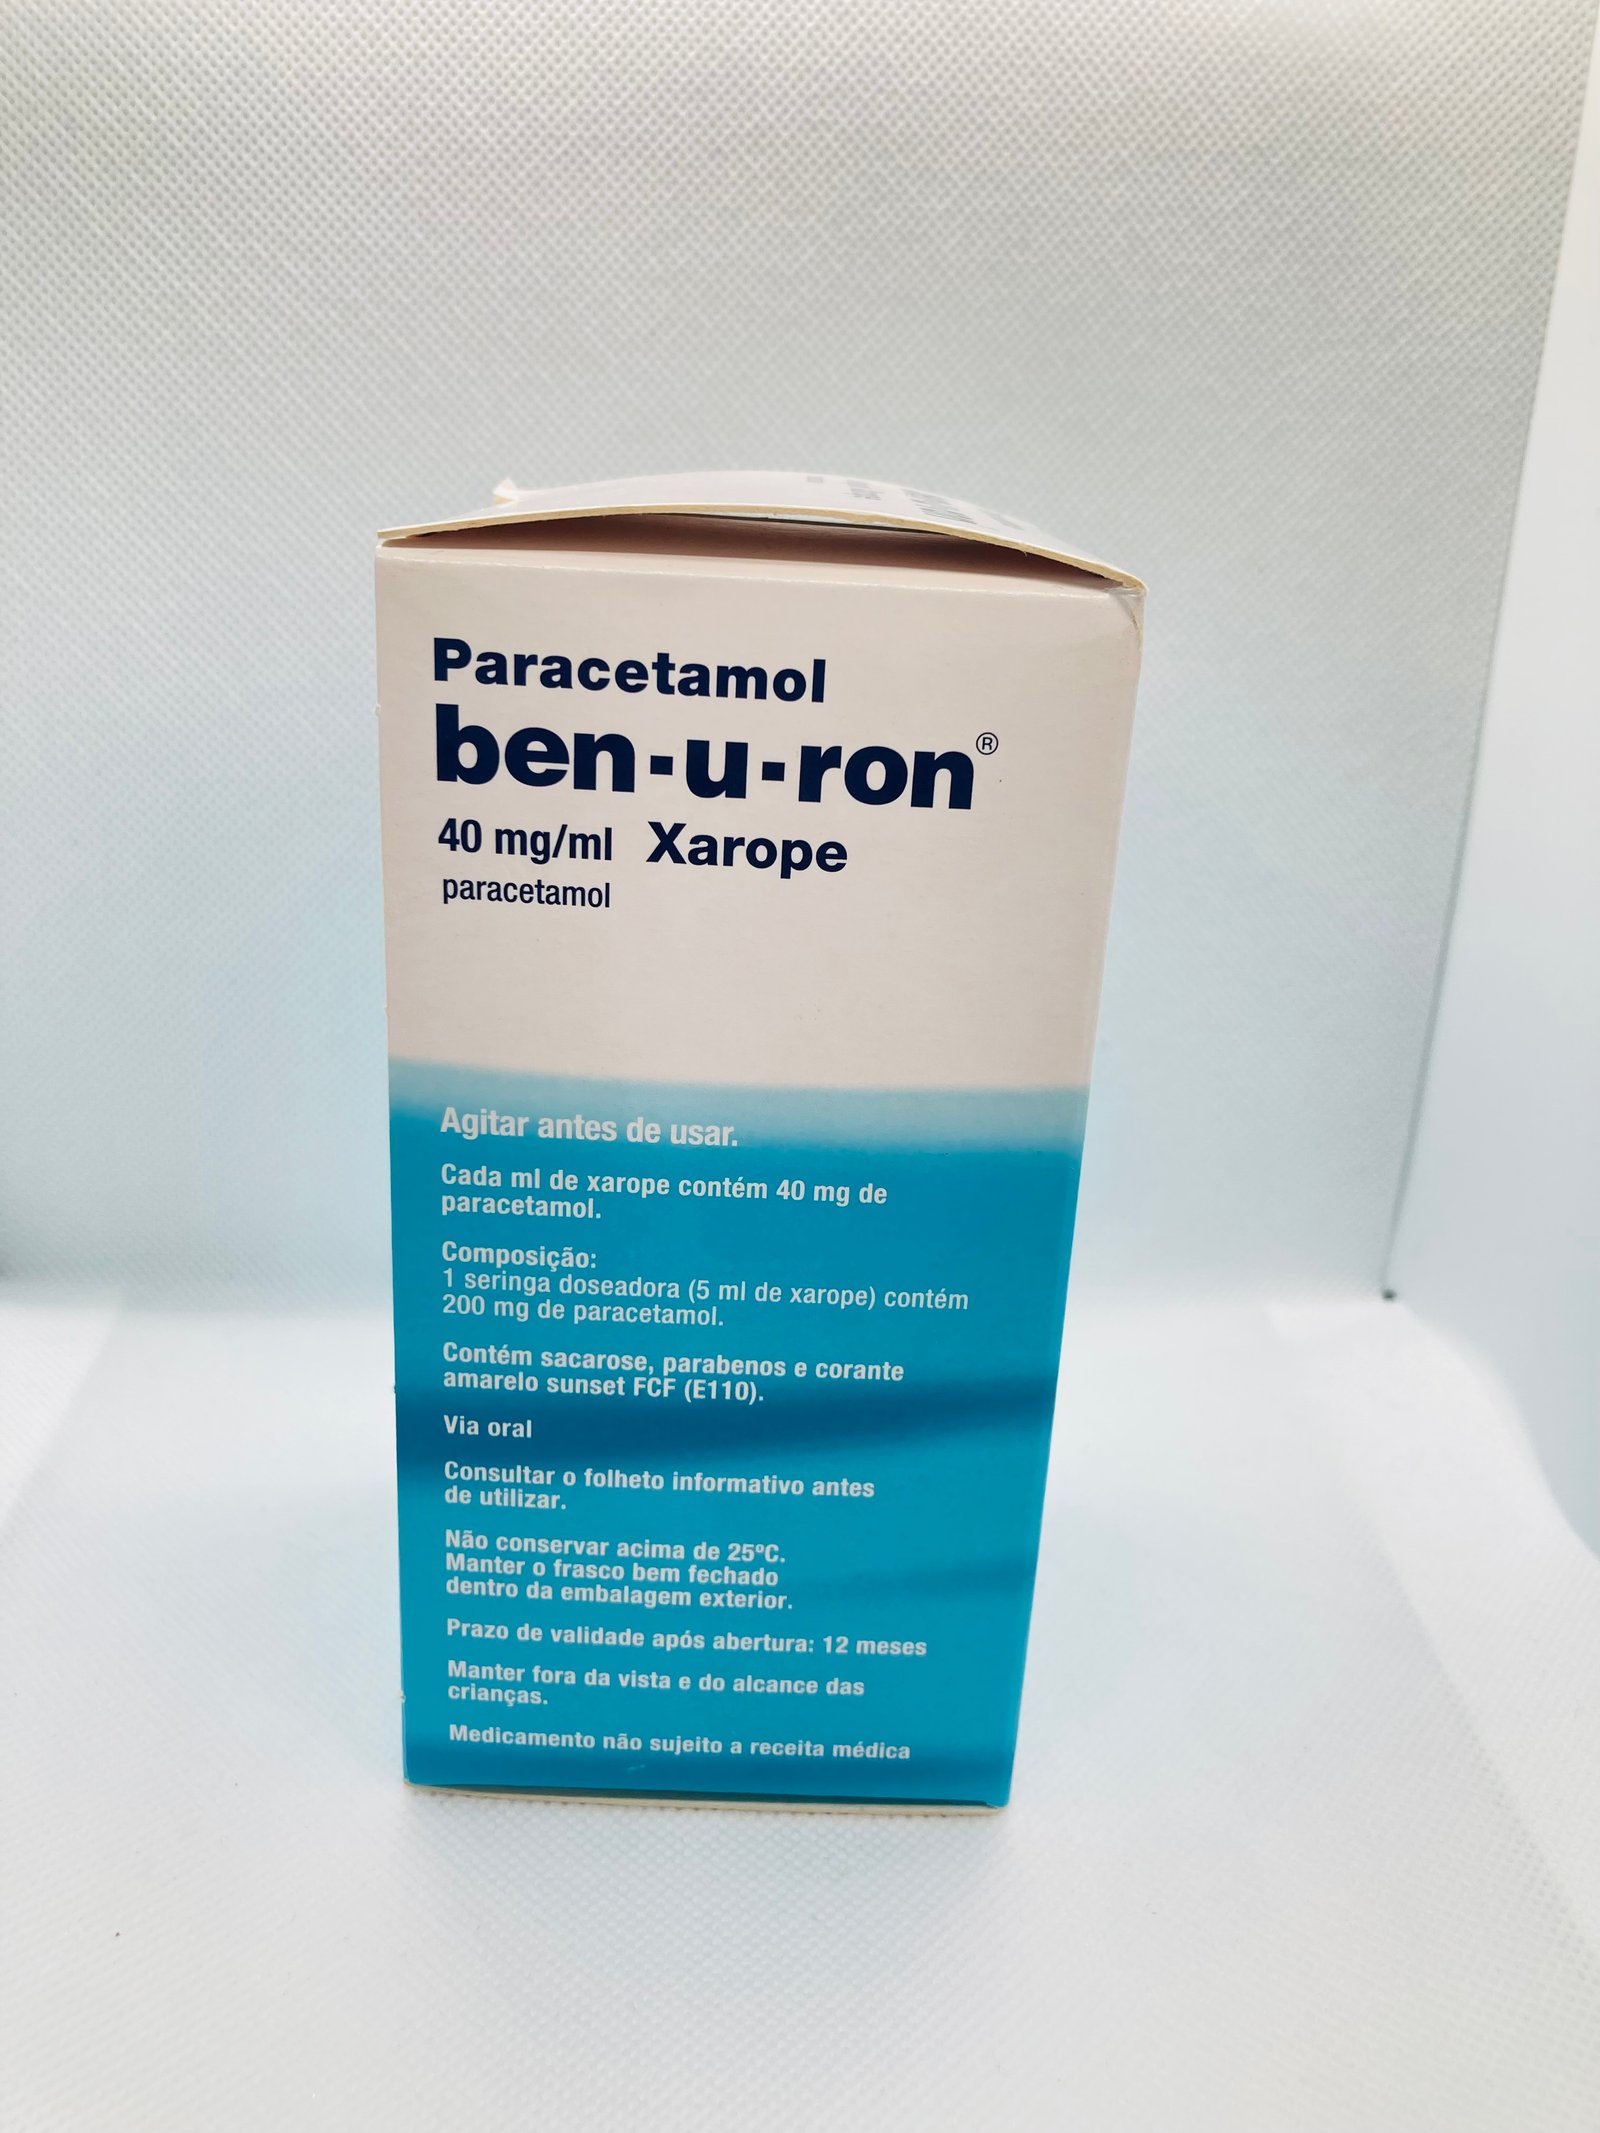 Paracetamol
ben-u-ron®
40 mg/ml Xarope
paracetamol
Agitar antes de usar.
Cada ml de xarope contém 40 mg de
paracetamol.
Composição:
1 seringa doseadora (5 ml de xarope) contém
200 mg de paracetamol.
Contém sacarose, parabenos e corante
amarelo sunset FCF (E110).
Via oral
Consultar o folheto informativo antes
de utilizar.
Não conservar acima de 25ºC.
Manter o frasco bem fechado
dentro da embalagem exterior.
Prazo de validade após abertura: 12 meses
Manter fora da vista e do alcance das
crianças.
Medicamento não sujeito a receita médica